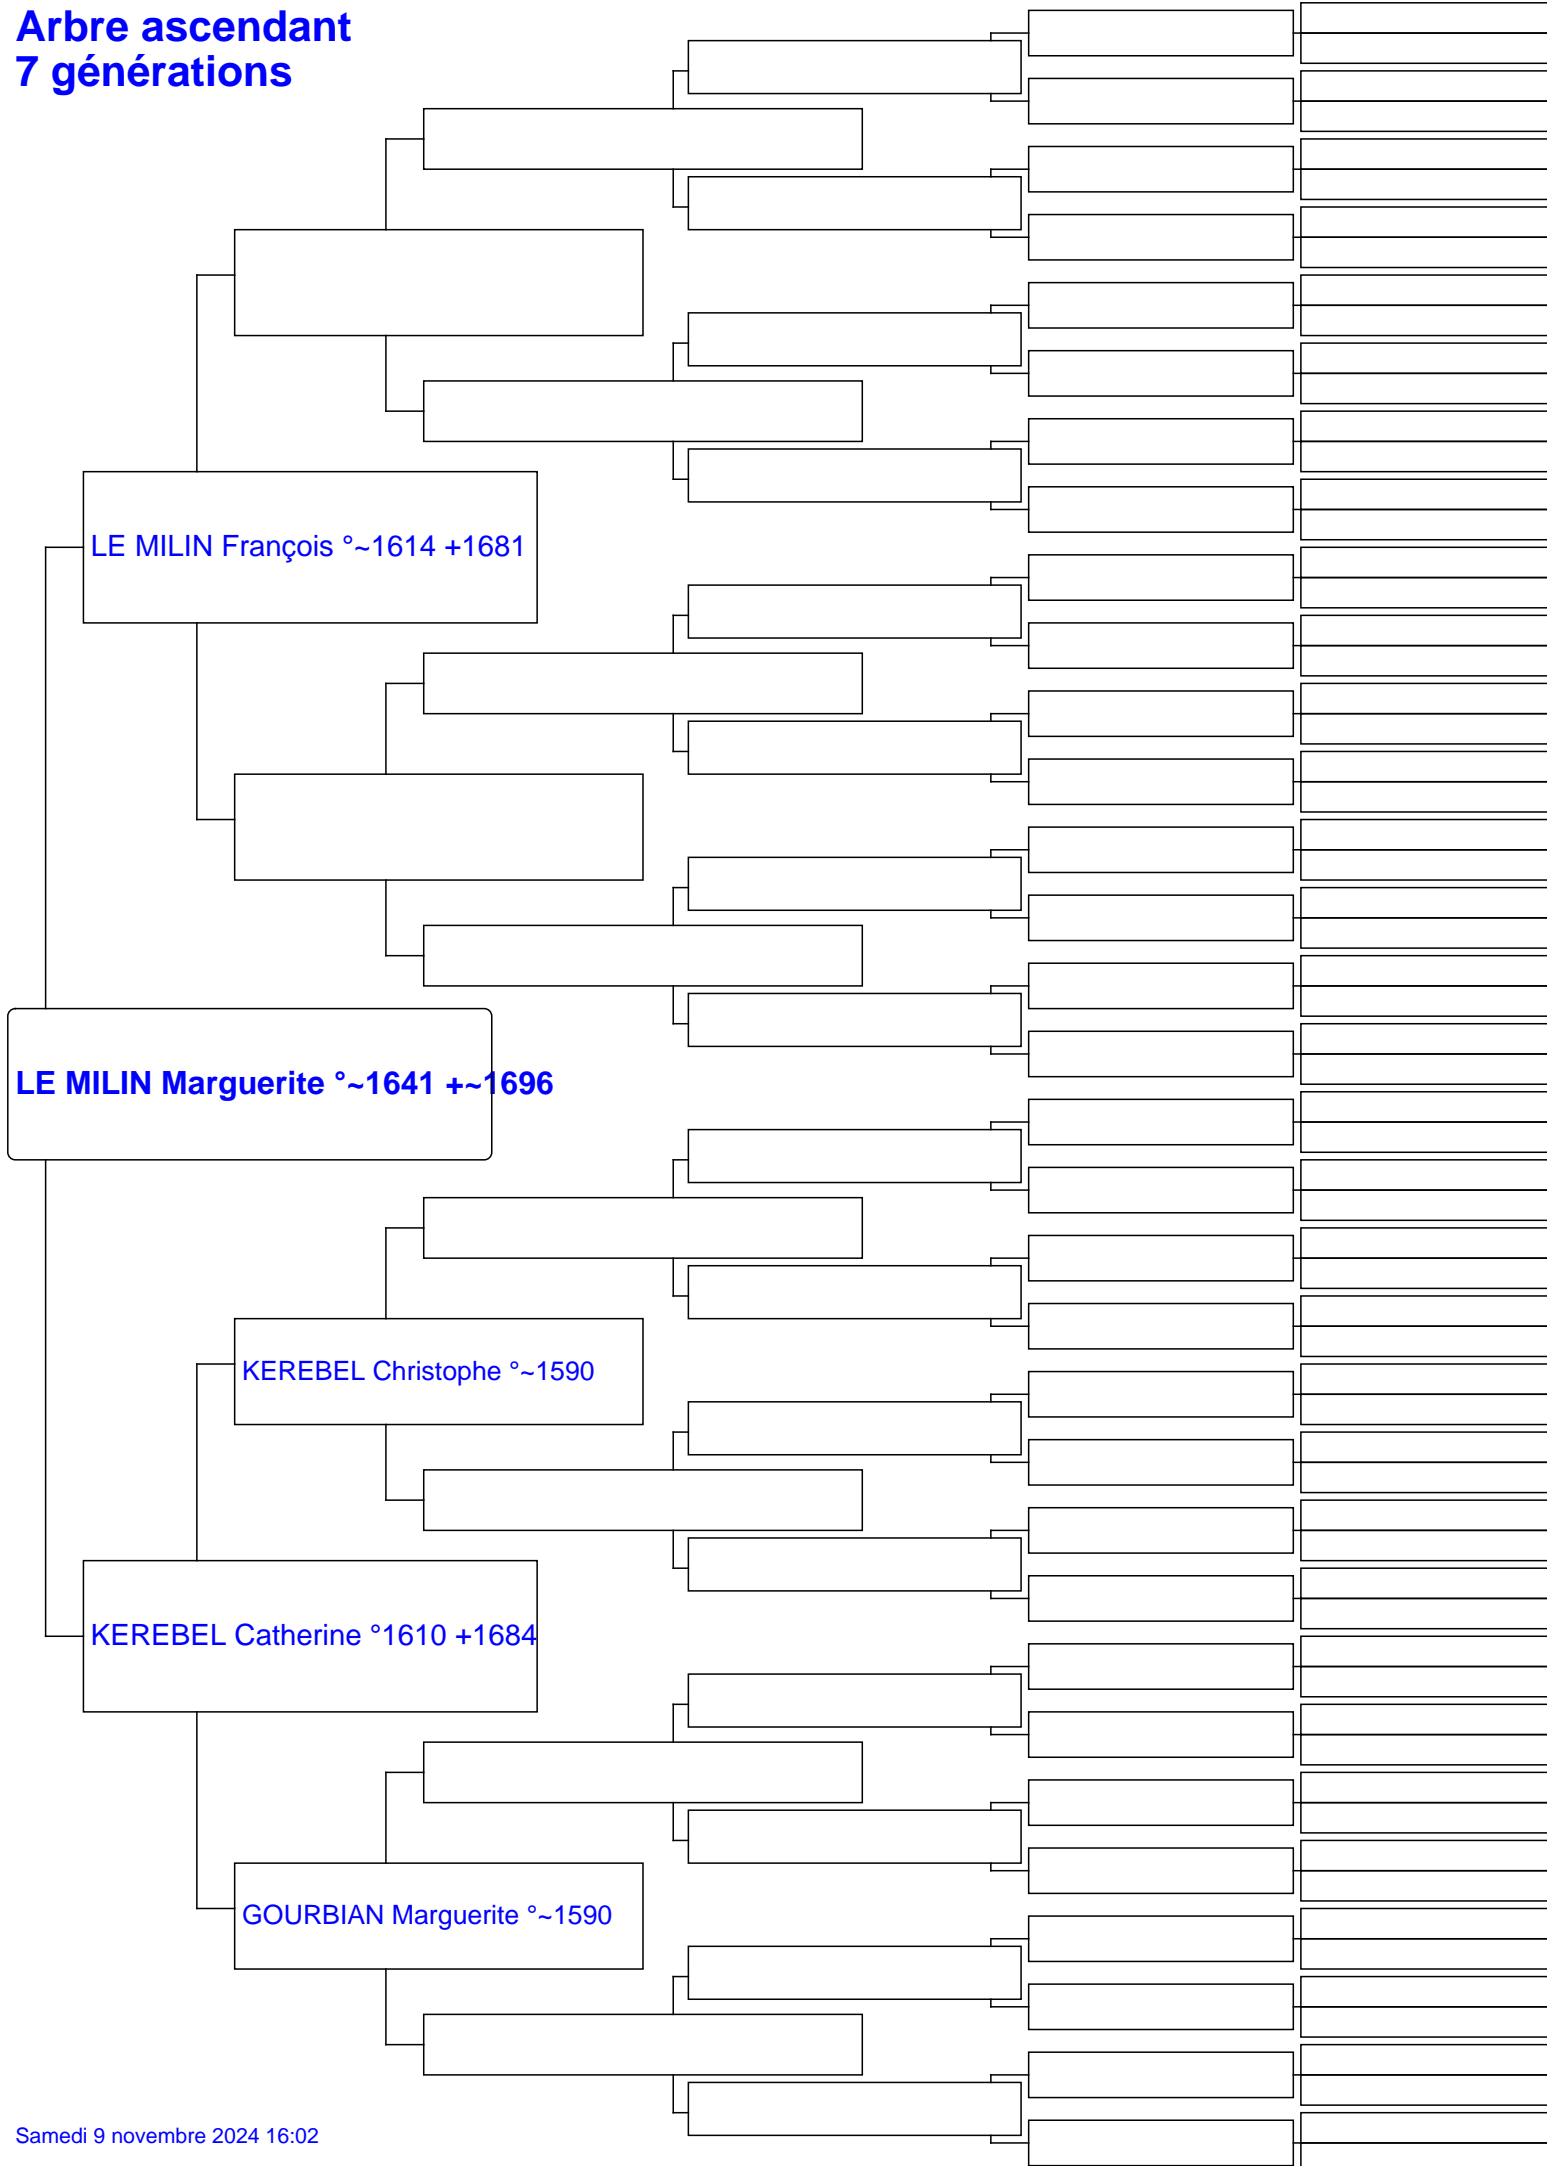 Arbre ascendant
7 générations
LE MILIN François °~1614 +1681
LE MILIN Marguerite °~1641 +~1696
KEREBEL Christophe °~1590
KEREBEL Catherine °1610 +1684
GOURBIAN Marguerite °~1590
Samedi 9 novembre 2024 16:02